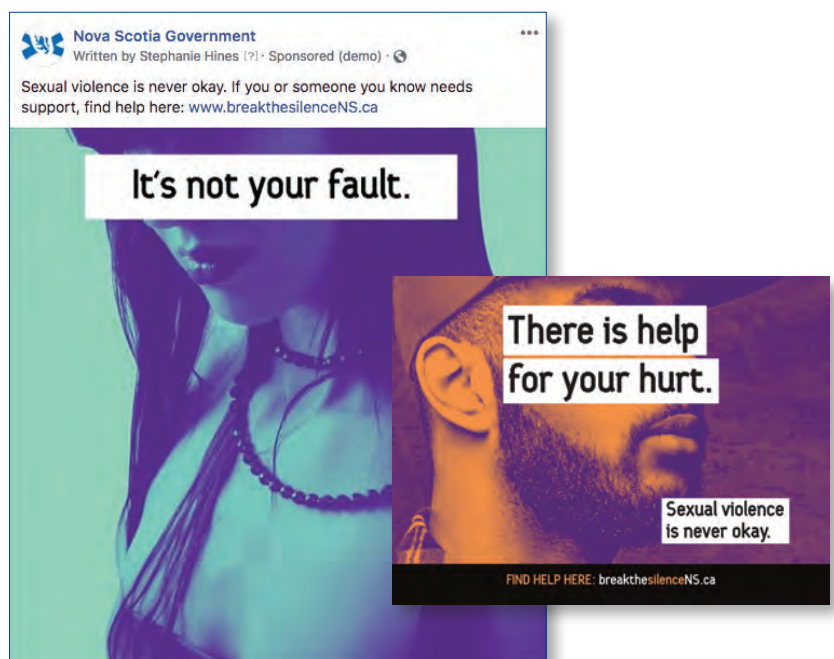 Nova Scotia Government
Written by Stephanie Hines [?] · Sponsored (demo) ·
Sexual violence is never okay. If you or someone you know needs
support, find help here: www.breakthesilenceNS.ca
It's not your fault.
There is help
for your hurt.
Sexual violence
is never okay.
FIND HELP HERE: breakthesilenceNS.ca